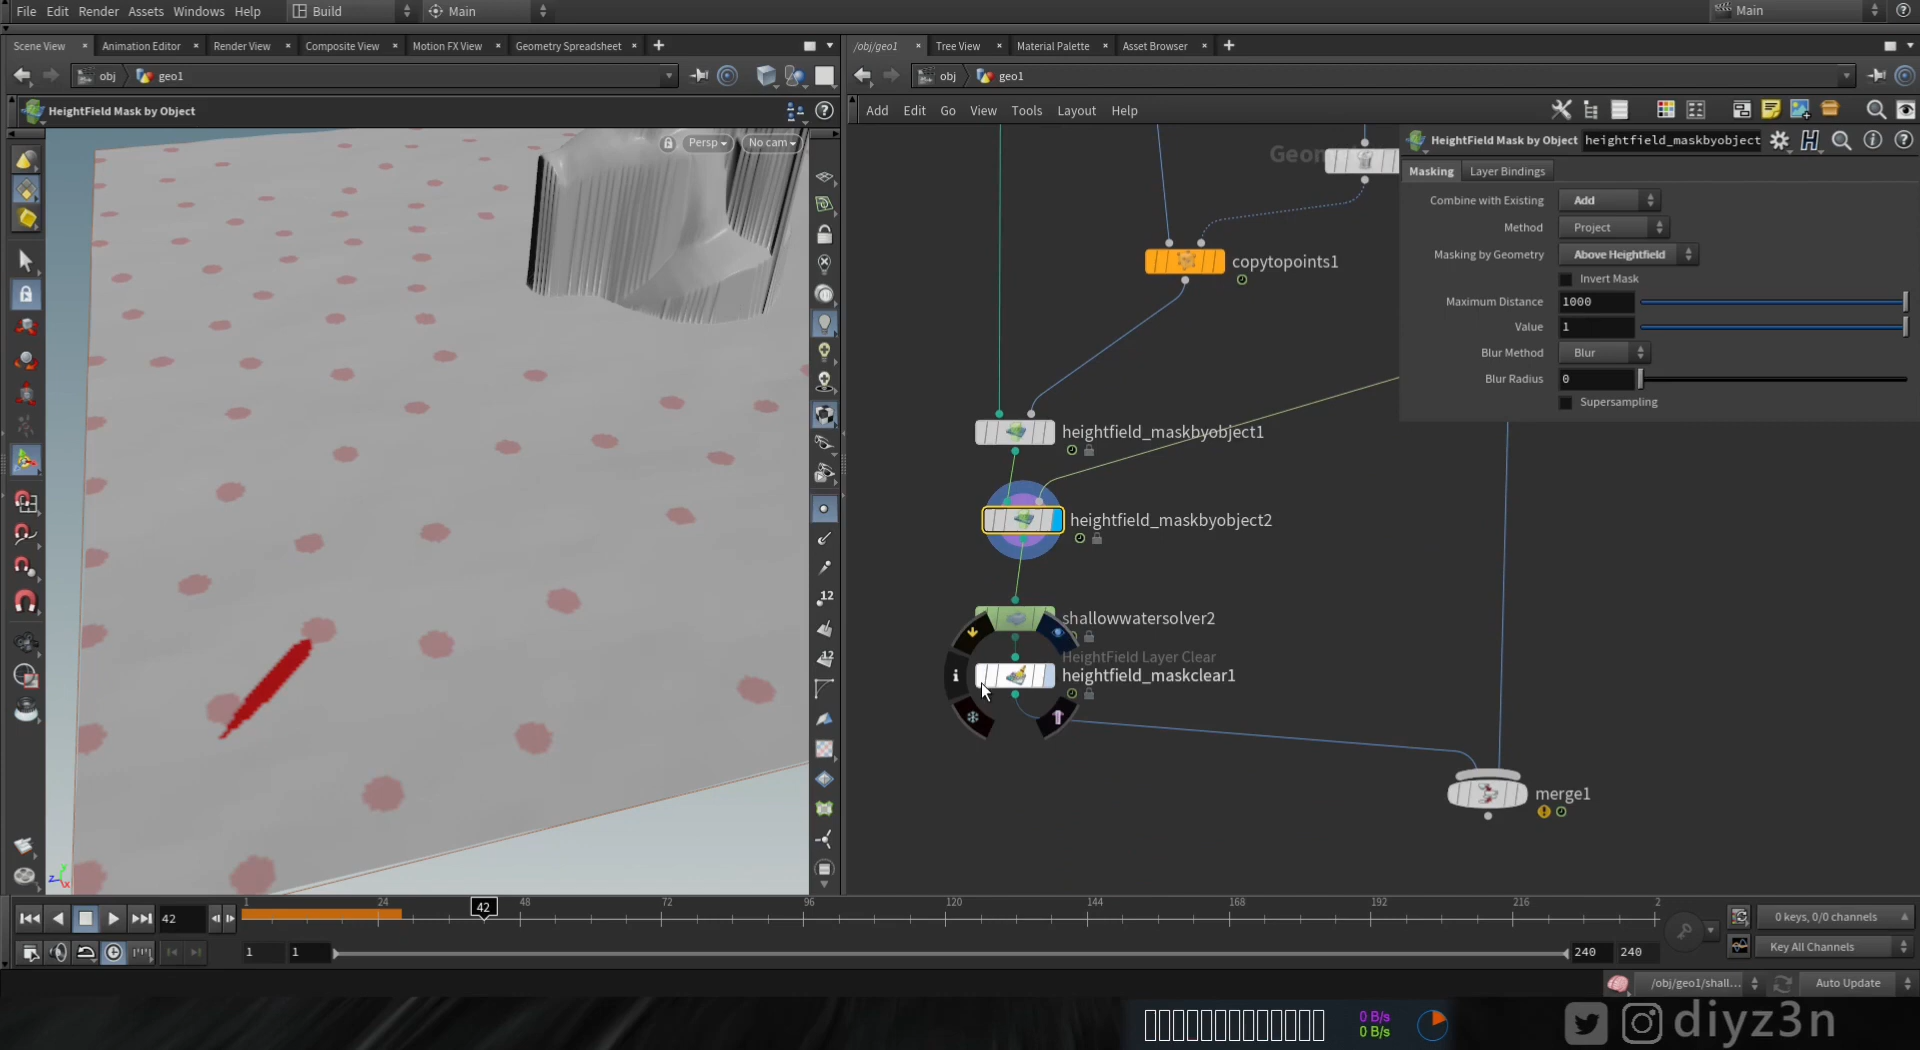 File Edit Render Assets Windows Help Build Main Main
Scene View Animation Editor Render View Composite View Motion FX View Geometry Spreadsheet
/obj/geo1 Tree View Material Palette Asset Browser
obj geo1
obj geo1
HeightField Mask by Object
Add Edit Go View Tools Layout Help
Persp No cam
HeightField Mask by Object heightfield_maskbyobject
Masking Layer Bindings
Combine with Existing Add
Method Project
Masking by Geometry Above Heightfield
Invert Mask
Maximum Distance 1000
Value 1
Blur Method Blur
Blur Radius 0
Supersampling
Geom
copytopoints1
heightfield_maskbyobject1
heightfield_maskbyobject2
shallowwatersolver2
HeightField Layer Clear
heightfield_maskclear1
merge1
12
12
z y x
42 1 24 42 48 72 96 120 144 168 192 216 2
0 keys, 0/0 channels
1 1 240 240
Key All Channels
/obj/geo1/shall... Auto Update
0 B/s
0 B/s
diyz3n